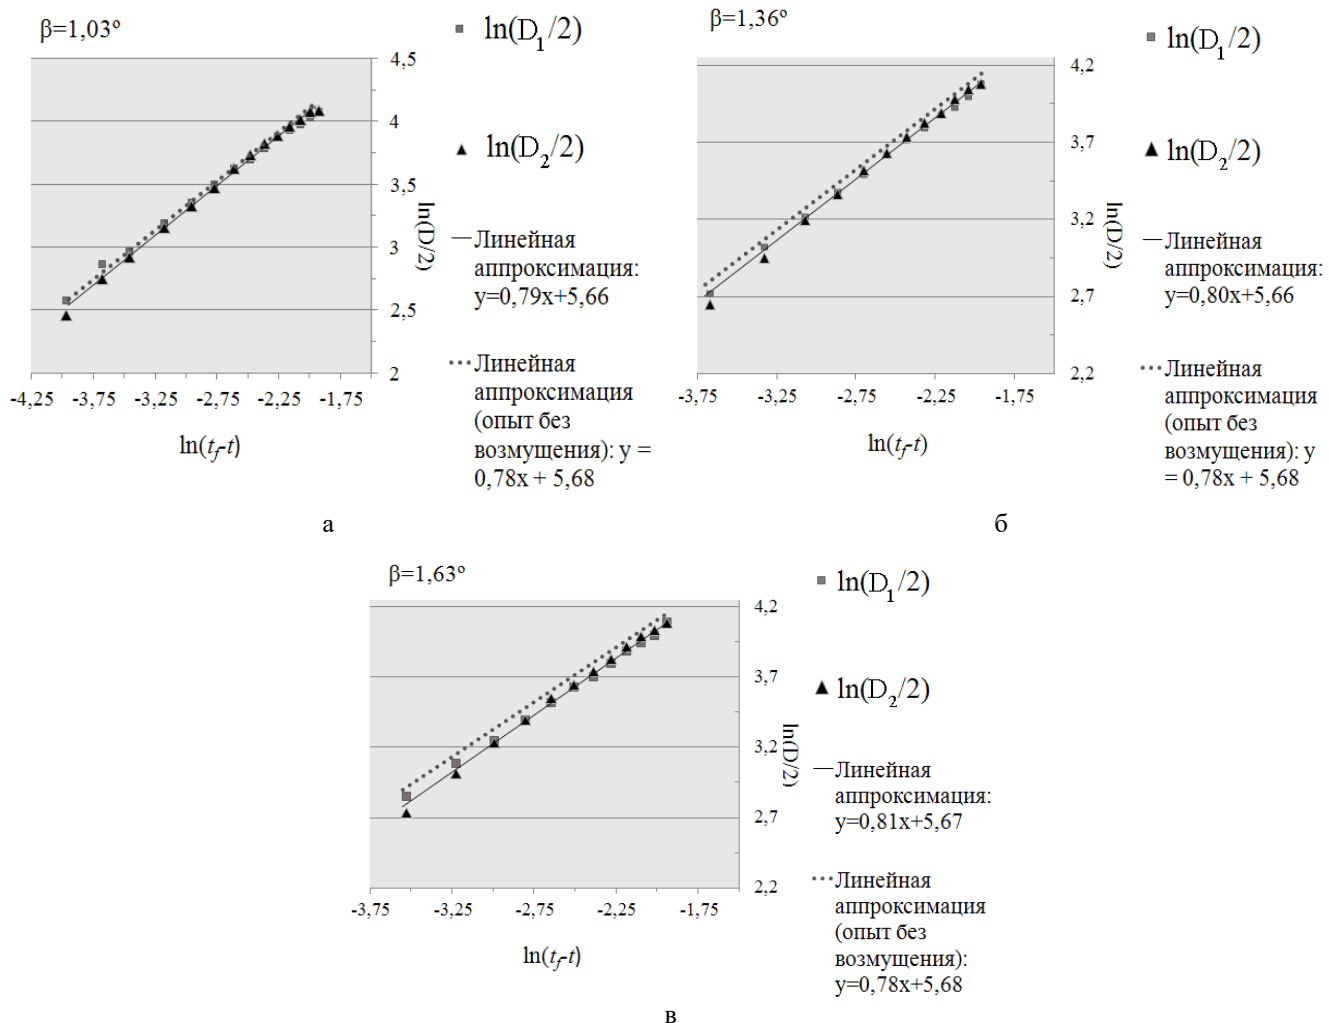 β=1,03º
ln(D₁/2)
ln(D₂/2)
Линейная
аппроксимация:
y=0,79x+5,66
Линейная
аппроксимация
(опыт без
возмущения): y =
0,78x + 5,68
4,5
4
3,5
3
2,5
2
ln(D/2)
-4,25 -3,75 -3,25 -2,75 -2,25 -1,75
ln(t_f-t)
а
β=1,36º
ln(D₁/2)
ln(D₂/2)
Линейная
аппроксимация:
y=0,80x+5,66
Линейная
аппроксимация
(опыт без
возмущения): y
= 0,78x + 5,68
4,2
3,7
3,2
2,7
2,2
ln(D/2)
-3,75 -3,25 -2,75 -2,25 -1,75
ln(t_f-t)
б
β=1,63º
ln(D₁/2)
ln(D₂/2)
Линейная
аппроксимация:
y=0,81x+5,67
Линейная
аппроксимация
(опыт без
возмущения):
y=0,78x+5,68
4,2
3,7
3,2
2,7
2,2
ln(D/2)
-3,75 -3,25 -2,75 -2,25 -1,75
ln(t_f-t)
в